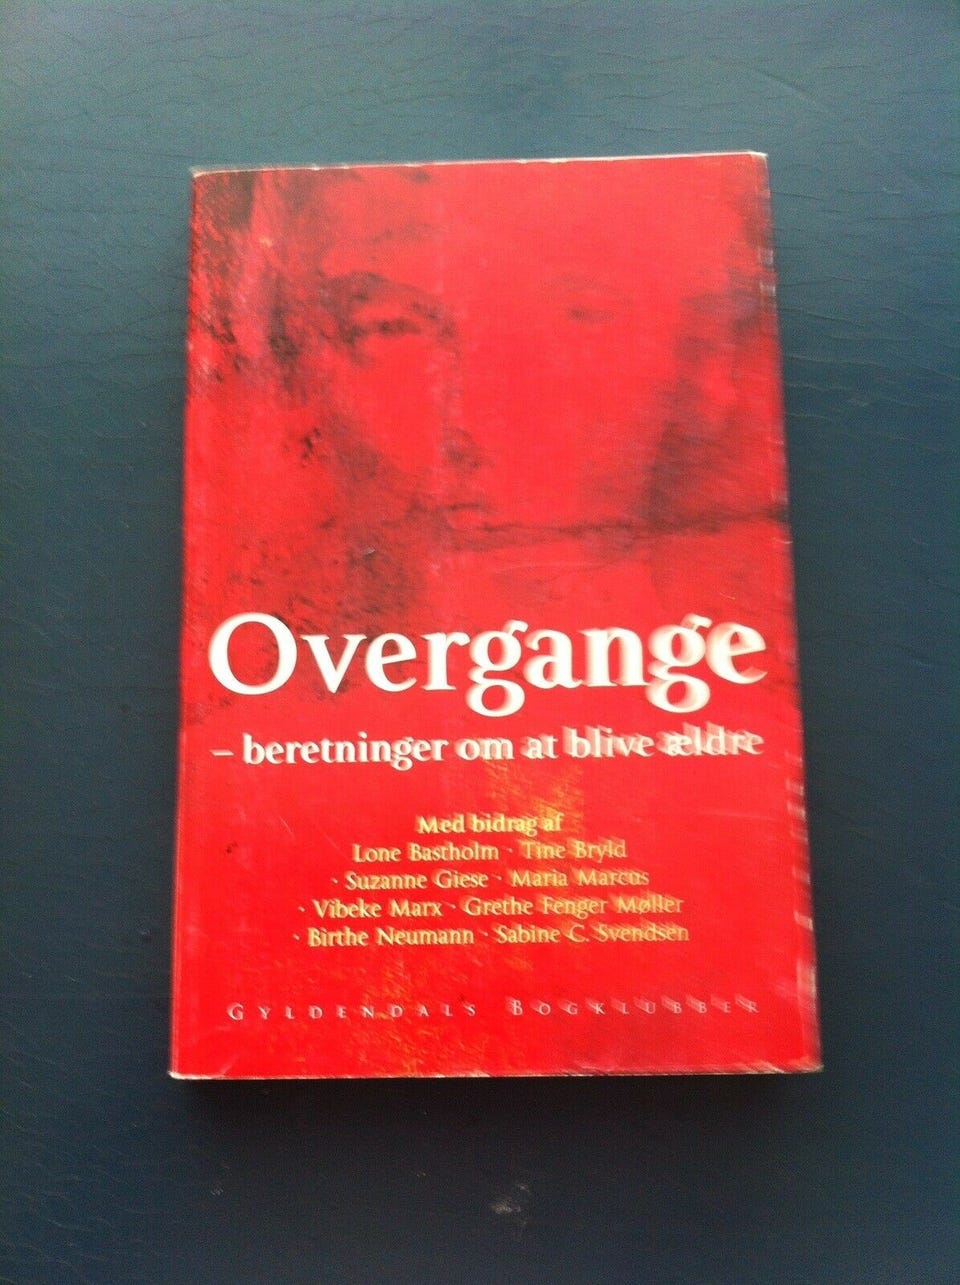 Overgange
– beretninger om at blive ældre
Med bidrag af
Lone Bastholm · Tine Bryld
· Suzanne Giese · Maria Marcus
· Vibeke Marx · Grethe Fenger Møller
· Birthe Neumann · Sabine C. Svendsen
GYLDENDALS BOGKLUBBER